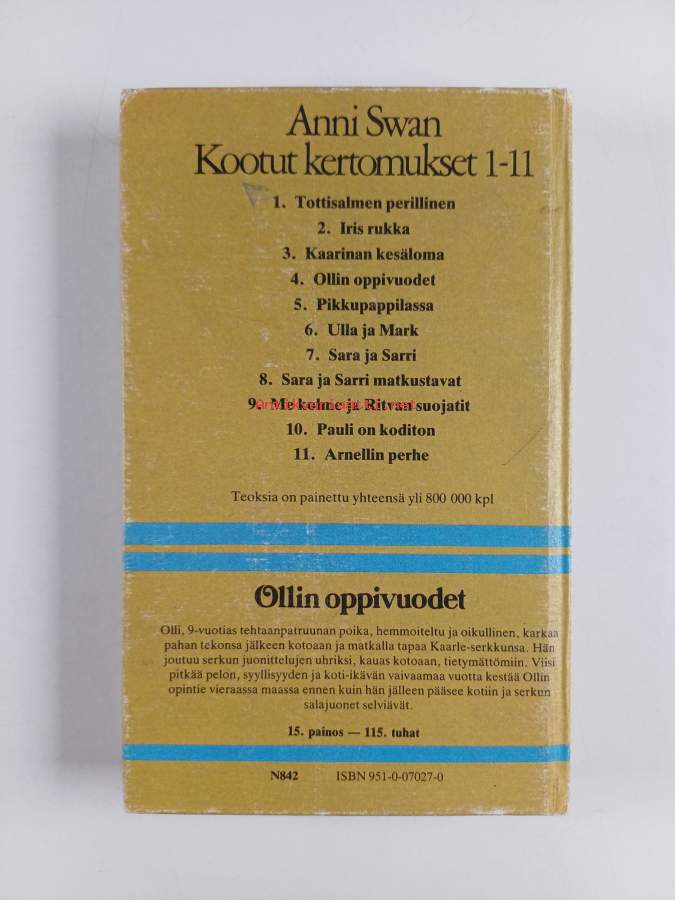 Anni Swan
Kootut kertomukset 1-11
1. Tottisalmen perillinen
2. Iris rukka
3. Kaarinan kesäloma
4. Ollin oppivuodet
5. Pikkupappilassa
6. Ulla ja Mark
7. Sara ja Sarri
8. Sara ja Sarri matkustavat
9. Me kolme ja Ritvan suojatit
10. Pauli on koditon
11. Arnellin perhe
Teoksia on painettu yhteensä yli 800 000 kpl
Ollin oppivuodet
Olli, 9-vuotias tehtaanpatruunan poika, hemmoiteltu ja oikullinen, karkaa
pahan tekonsa jälkeen kotoaan ja matkalla tapaa Kaarle-serkkunsa. Hän
joutuu serkun juonittelujen uhriksi, kauas kotoaan, tietymättömiin. Viisi
pitkää pelon, syyllisyyden ja koti-ikävän vaivaamaa vuotta kestää Ollin
opintie vieraassa maassa ennen kuin hän jälleen pääsee kotiin ja serkun
salajuonet selviävät.
15. painos — 115. tuhat
N842 ISBN 951-0-07027-0